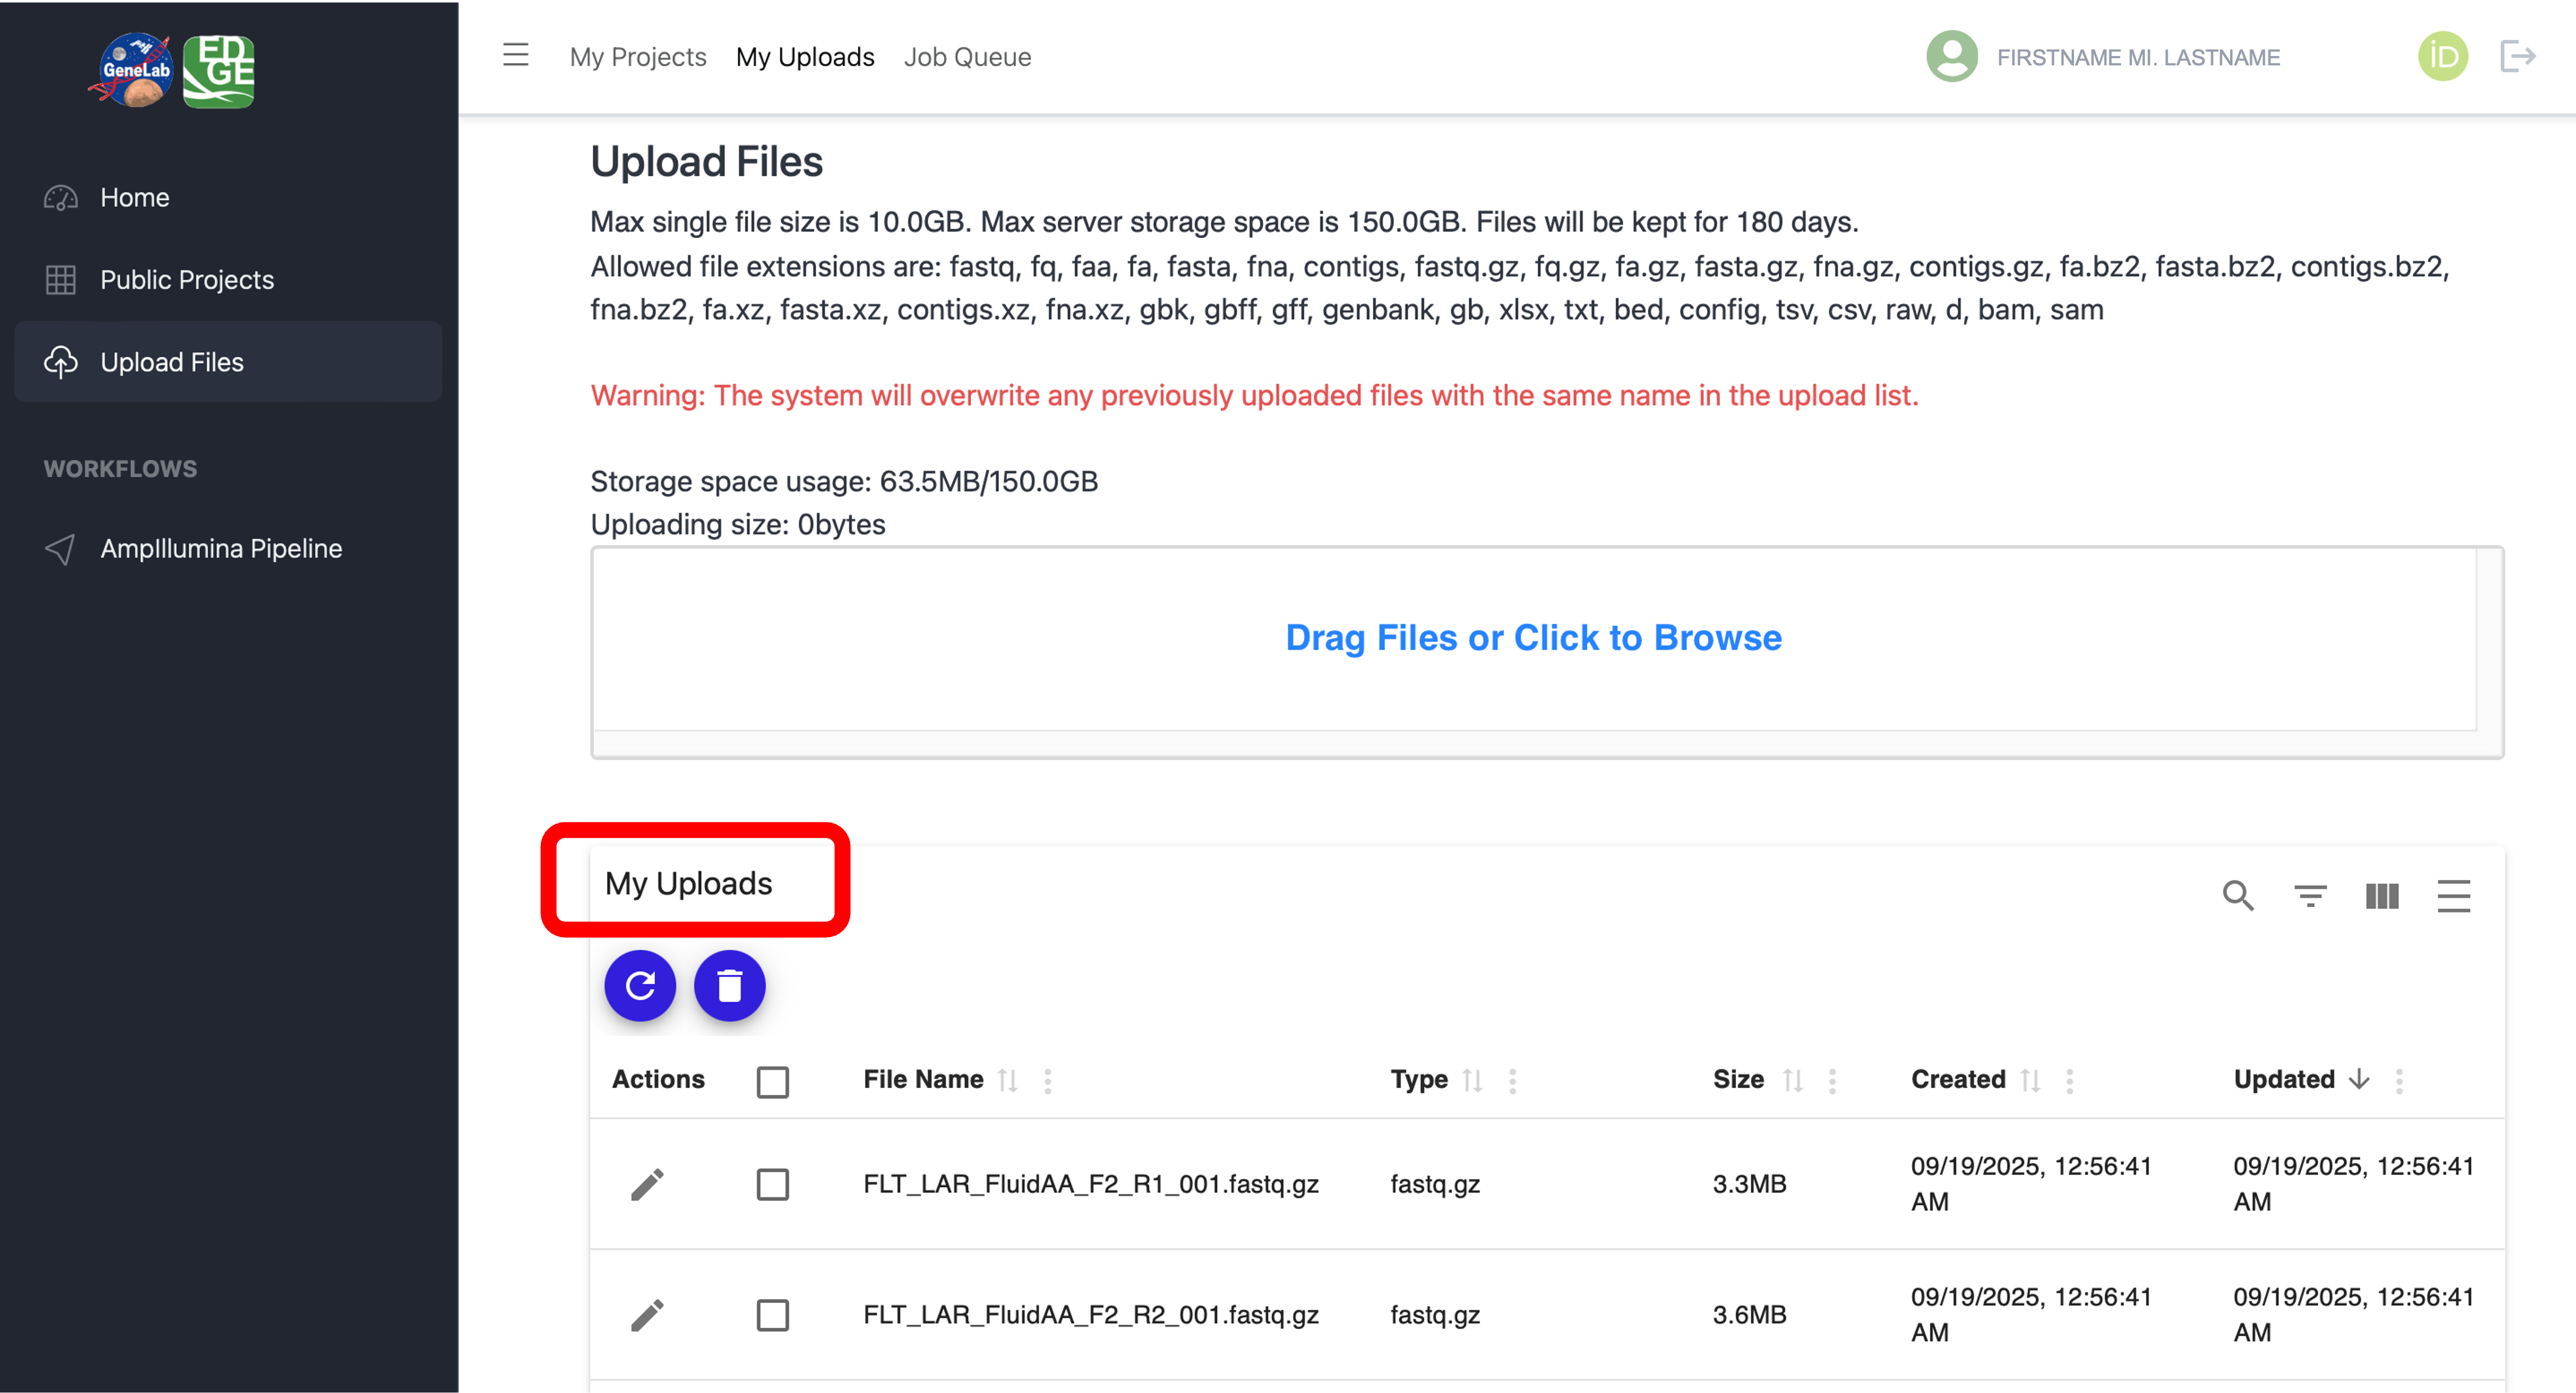 GeneLab
ED
GE
My Projects My Uploads Job Queue
FIRSTNAME MI. LASTNAME
iD
Home
Public Projects
Upload Files
WORKFLOWS
AmpIllumina Pipeline
Upload Files
Max single file size is 10.0GB. Max server storage space is 150.0GB. Files will be kept for 180 days.
Allowed file extensions are: fastq, fq, faa, fa, fasta, fna, contigs, fastq.gz, fq.gz, fa.gz, fasta.gz, fna.gz, contigs.gz, fa.bz2, fasta.bz2, contigs.bz2,
fna.bz2, fa.xz, fasta.xz, contigs.xz, fna.xz, gbk, gbff, gff, genbank, gb, xlsx, txt, bed, config, tsv, csv, raw, d, bam, sam
Warning: The system will overwrite any previously uploaded files with the same name in the upload list.
Storage space usage: 63.5MB/150.0GB
Uploading size: 0bytes
Drag Files or Click to Browse
My Uploads
Actions File Name Type Size Created Updated
FLT_LAR_FluidAA_F2_R1_001.fastq.gz fastq.gz 3.3MB 09/19/2025, 12:56:41 AM 09/19/2025, 12:56:41 AM
FLT_LAR_FluidAA_F2_R2_001.fastq.gz fastq.gz 3.6MB 09/19/2025, 12:56:41 AM 09/19/2025, 12:56:41 AM